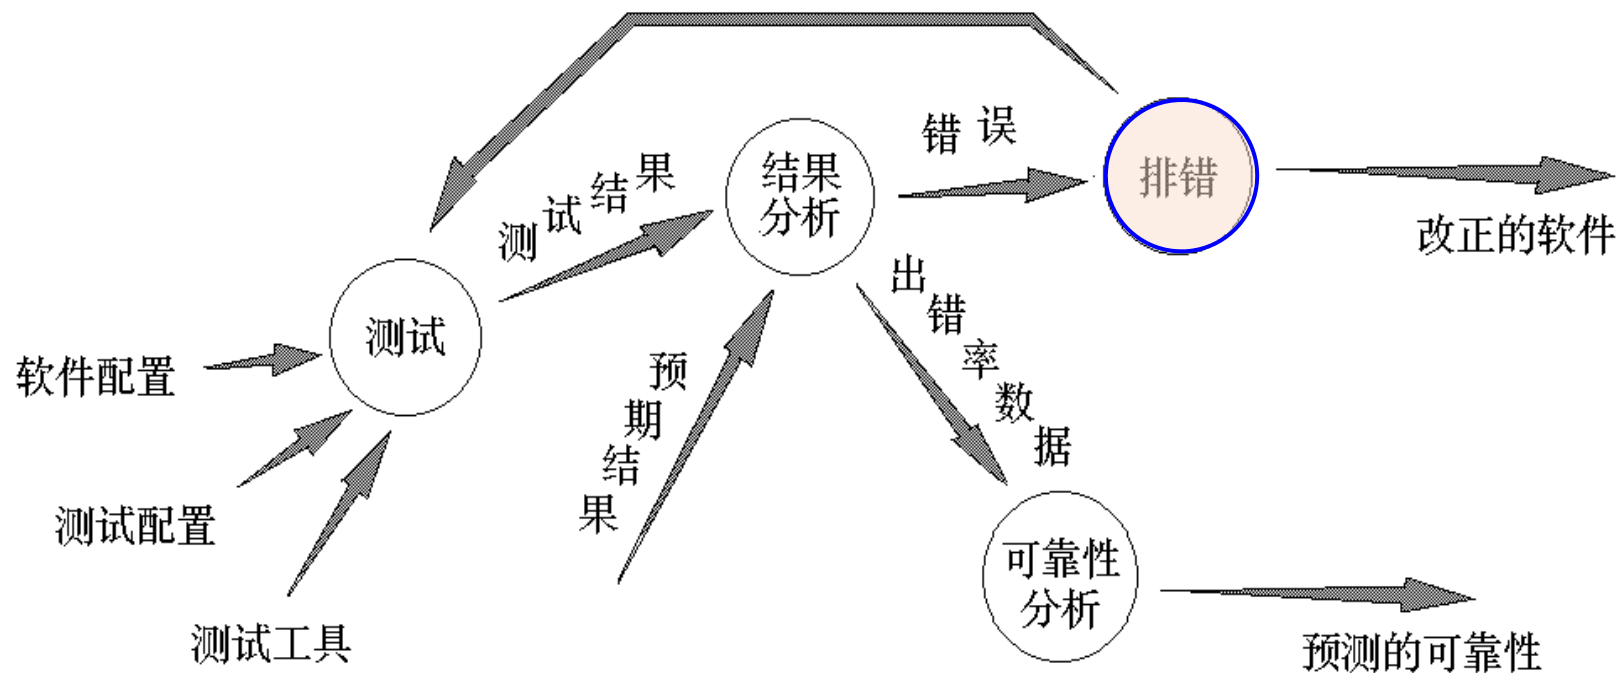 错误
排错
测试结果
结果
分析
改正的软件
出错率数据
测试
预期结果
软件配置
测试配置
可靠性
分析
测试工具
预测的可靠性